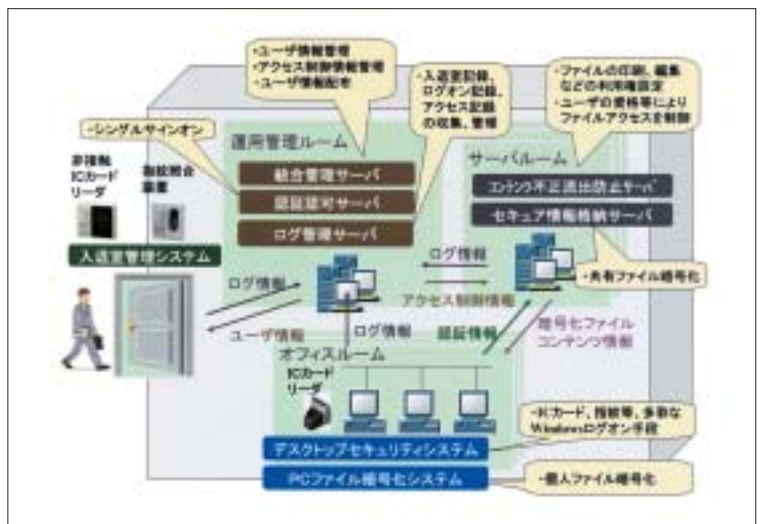 ・ユーザ情報管理
・アクセス制御情報管理
・ユーザ情報配布
・入退室記録、
ログオン記録、
アクセス記録
の収集、管理
・ファイルの印刷、編集
などの利用権設定
・ユーザの資格等により
ファイルアクセスを制御
・シングルサインオン
運用管理ルーム
サーバルーム
非接触
ICカード
リーダ
指紋照合
装置
統合管理サーバ
認証認可サーバ
ログ管理サーバ
コンテンツ不正流出防止サーバ
セキュア情報格納サーバ
入退室管理システム
ログ情報
・共有ファイル暗号化
ログ情報
アクセス制御情報
ユーザ情報
ログ情報
認証情報
暗号化ファイル
コンテンツ情報
オフィスルーム
ICカード
リーダ
・ICカード、指紋等、多彩な
Windowsログオン手段
デスクトップセキュリティシステム
PCファイル暗号化システム
・個人ファイル暗号化